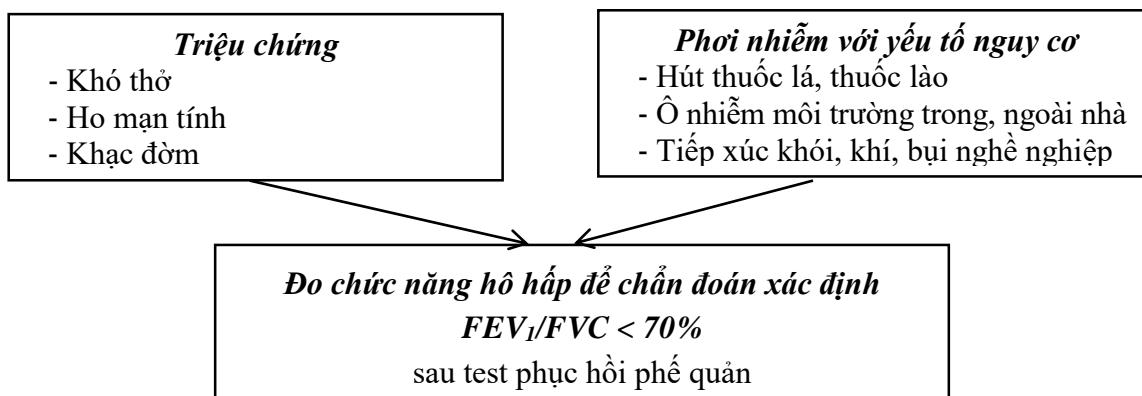 Triệu chứng
- Khó thở
- Ho mạn tính
- Khạc đờm
Phơi nhiễm với yếu tố nguy cơ
- Hút thuốc lá, thuốc lào
- Ô nhiễm môi trường trong, ngoài nhà
- Tiếp xúc khói, khí, bụi nghề nghiệp
Đo chức năng hô hấp để chẩn đoán xác định
FEV₁/FVC < 70%
sau test phục hồi phế quản